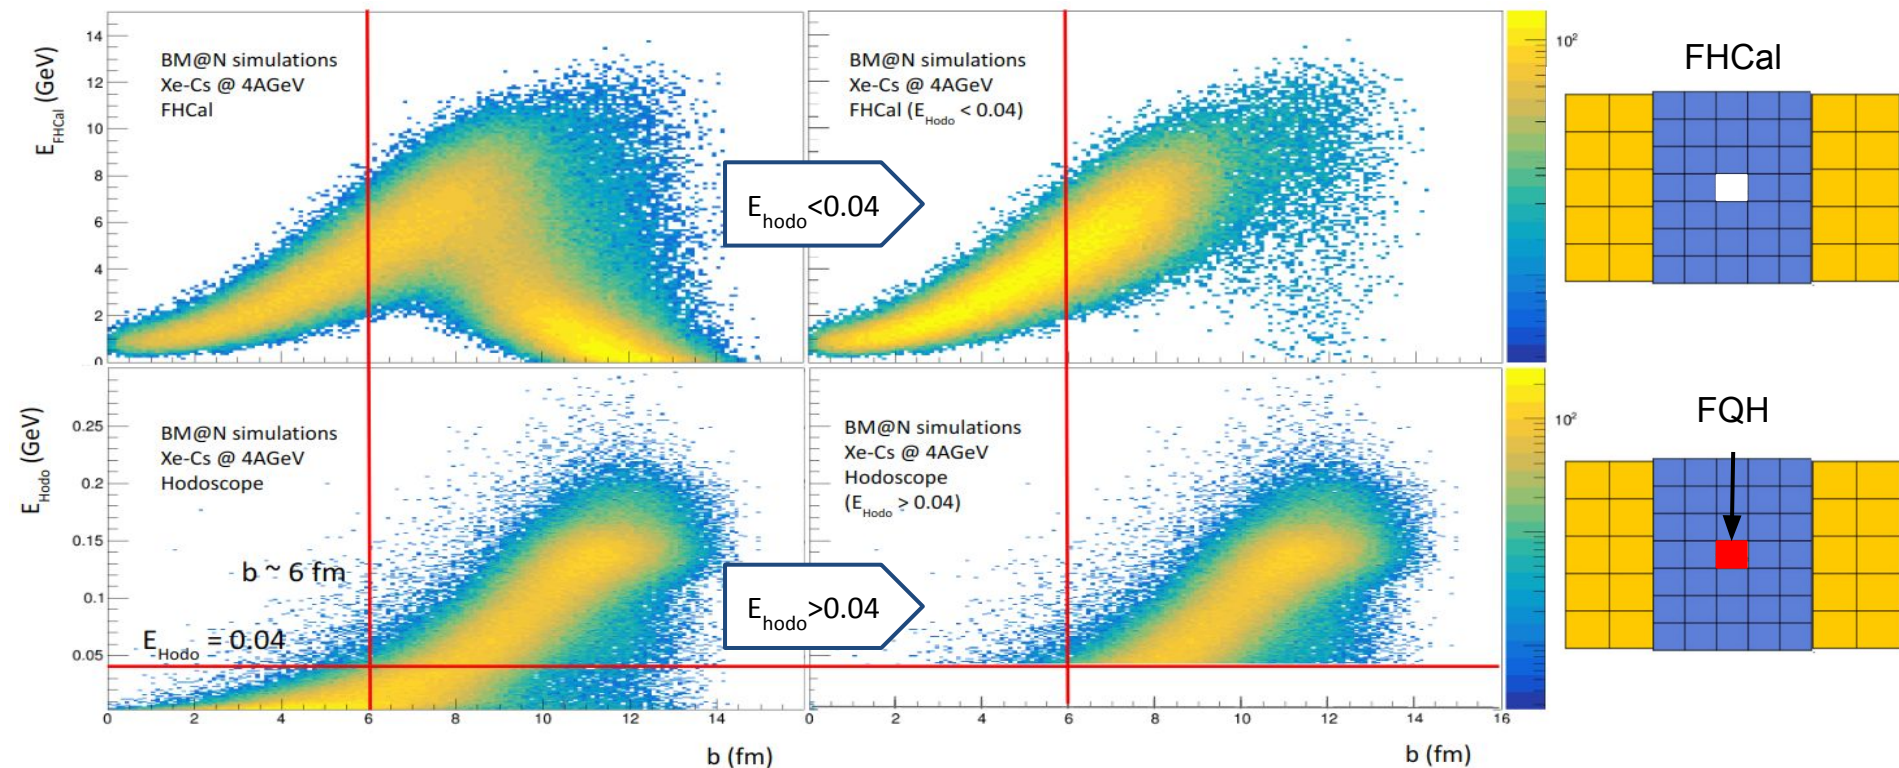 14
12
10
8
6
4
2
0
E_FHCal (GeV)
BM@N simulations
Xe-Cs @ 4AGeV
FHCal
BM@N simulations
Xe-Cs @ 4AGeV
FHCal (E_Hodo < 0.04)
E_hodo<0.04
10²
FHCal
0.25
0.2
0.15
0.1
0.05
E_Hodo (GeV)
BM@N simulations
Xe-Cs @ 4AGeV
Hodoscope
b ~ 6 fm
E_Hodo = 0.04
BM@N simulations
Xe-Cs @ 4AGeV
Hodoscope
(E_Hodo > 0.04)
E_hodo>0.04
10²
FQH
0 2 4 6 8 10 12 14
b (fm)
0 2 4 6 8 10 12 14 16
b (fm)